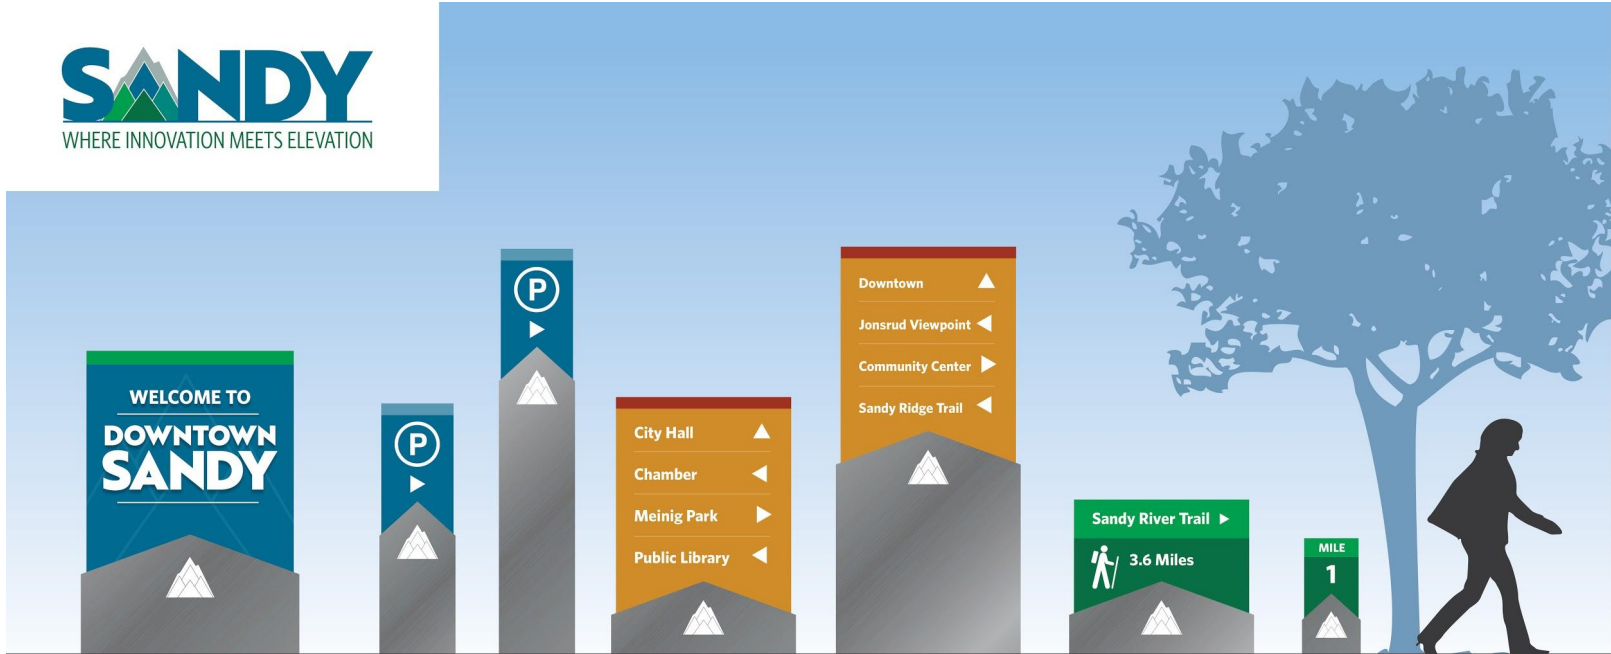 SANDY
WHERE INNOVATION MEETS ELEVATION
WELCOME TO
DOWNTOWN
SANDY
P
P
City Hall
Chamber
Meinig Park
Public Library
Downtown
Jonsrud Viewpoint
Community Center
Sandy Ridge Trail
Sandy River Trail
3.6 Miles
MILE
1